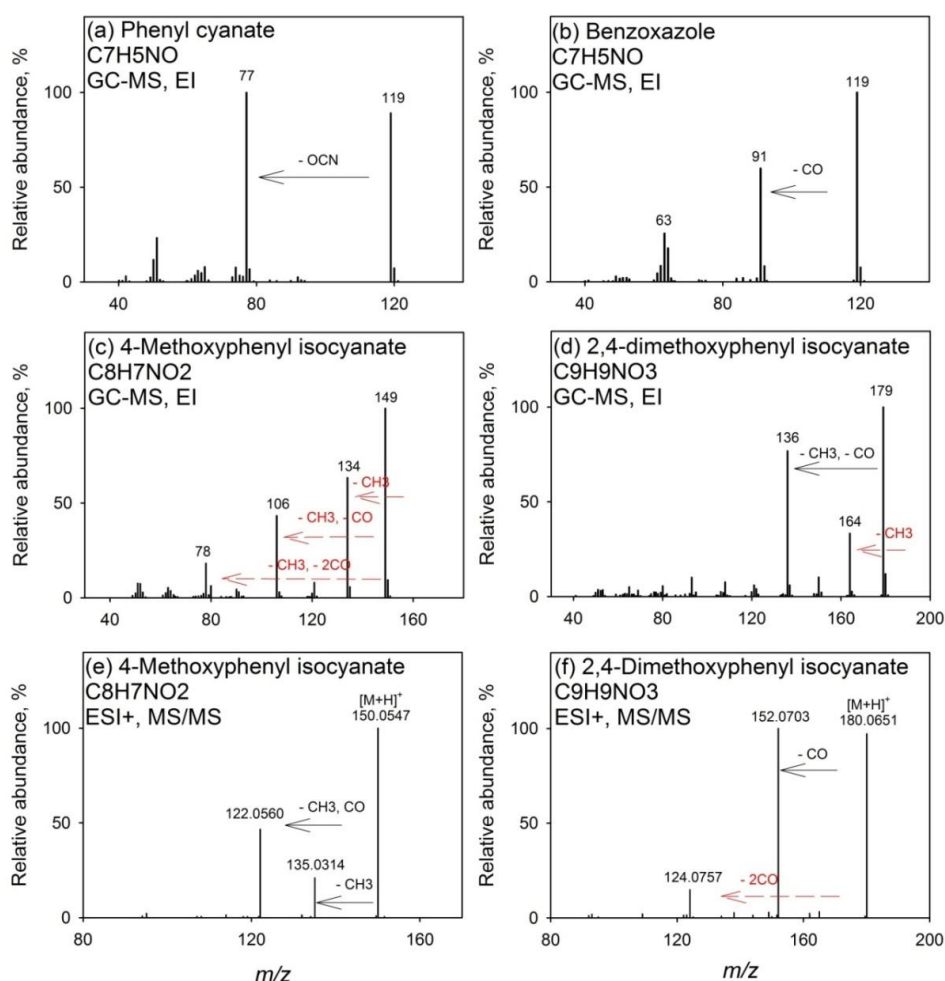 (a) Phenyl cyanate
C7H5NO
GC-MS, EI
Relative abundance, %
100
50
0
77
119
- OCN
40
80
120
(b) Benzoxazole
C7H5NO
GC-MS, EI
Relative abundance, %
100
50
0
119
91
- CO
63
40
80
120
(c) 4-Methoxyphenyl isocyanate
C8H7NO2
GC-MS, EI
Relative abundance, %
100
50
0
149
134
- CH3
106
- CH3, - CO
78
- CH3, - 2CO
40
80
120
160
(d) 2,4-dimethoxyphenyl isocyanate
C9H9NO3
GC-MS, EI
Relative abundance, %
100
50
0
179
136
- CH3, - CO
164
- CH3
40
80
120
160
200
(e) 4-Methoxyphenyl isocyanate
C8H7NO2
ESI+, MS/MS
Relative abundance, %
100
50
0
[M+H]+
150.0547
122.0560
- CH3, CO
135.0314
- CH3
80
120
160
m/z
(f) 2,4-Dimethoxyphenyl isocyanate
C9H9NO3
ESI+, MS/MS
Relative abundance, %
100
50
0
[M+H]+
152.0703
180.0651
- CO
124.0757
- 2CO
80
120
160
200
m/z